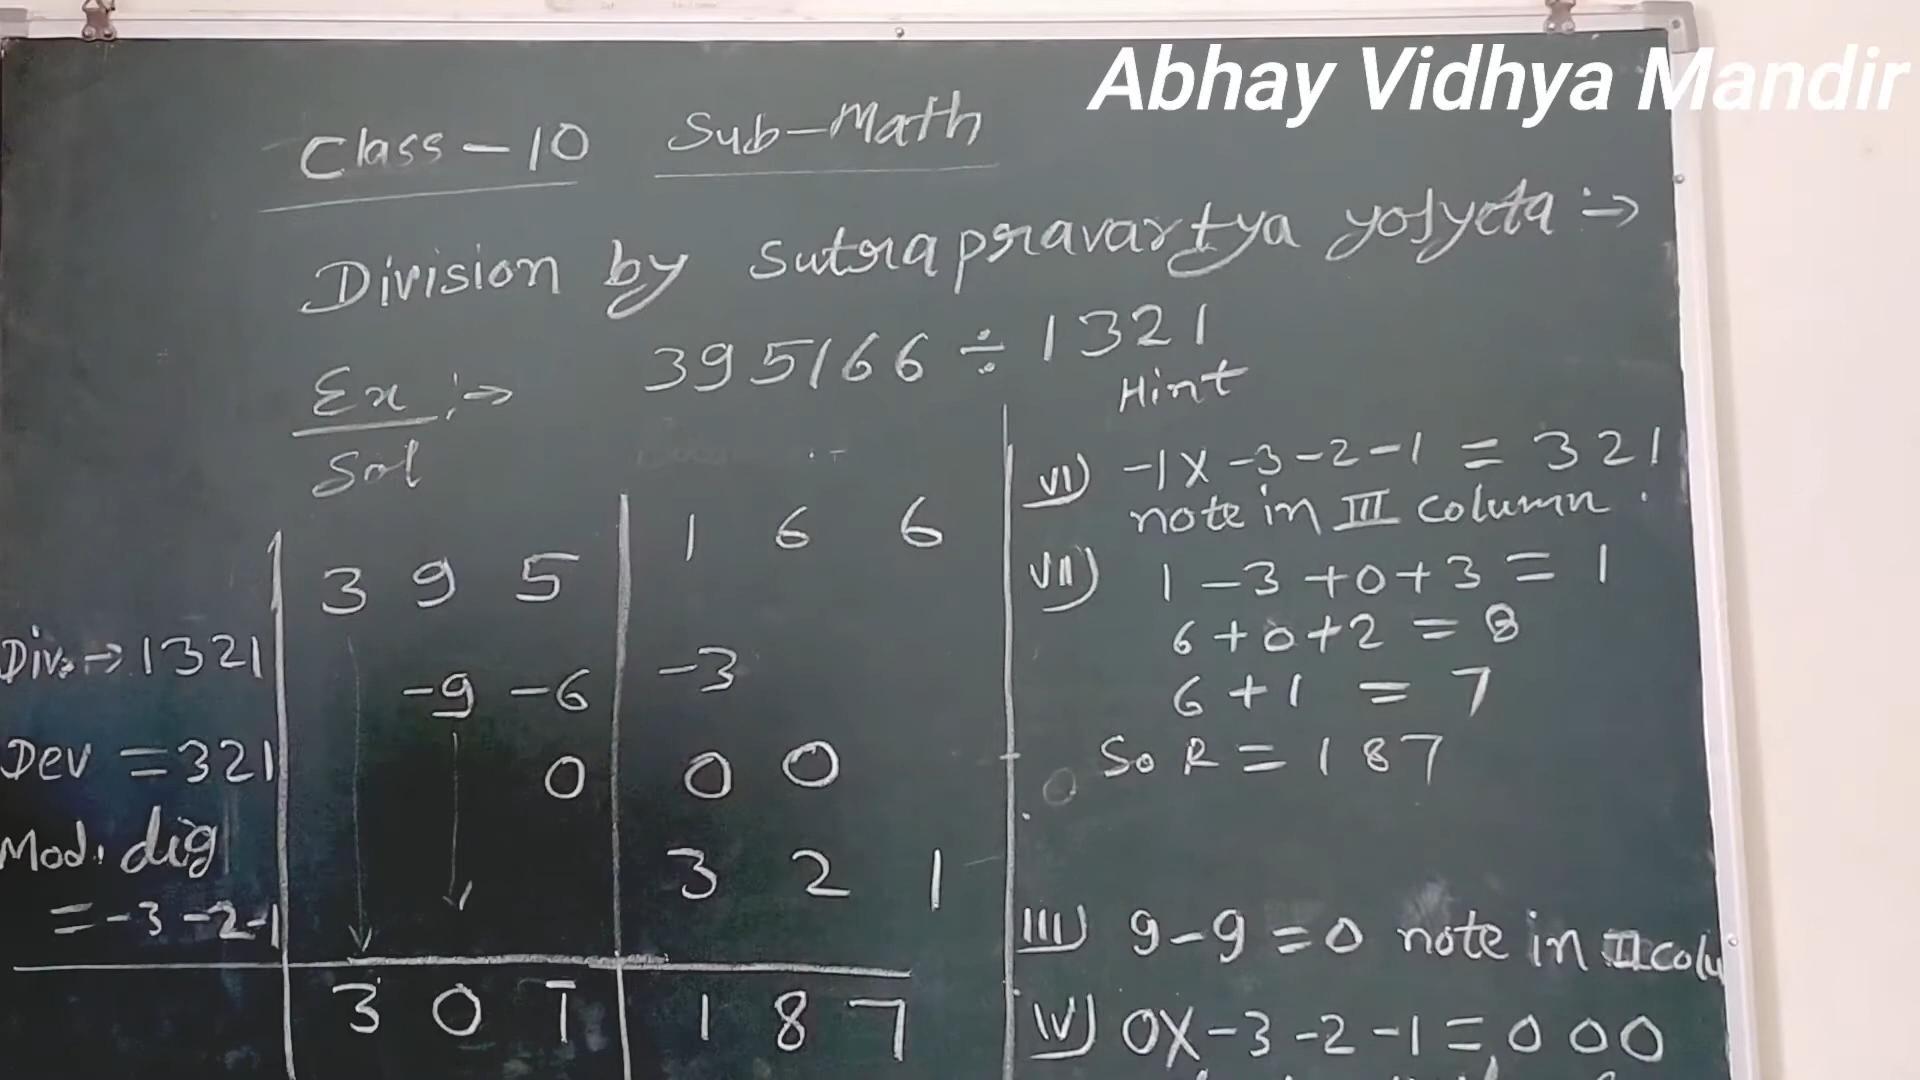 Abhay Vidhya Mandir
Class - 10 Sub - Math
Division by sutra pravartya yojyeta :→
Ex :→ 395166 ÷ 1321
Sol
3 9 5 | 1 6 6
Div. → 1321
-9 -6 | -3
Dev = 321
0 | 0 0
Mod. dig
3 2 1
= -3 -2 -1
3 0 1̅ | 1 8 7
Hint
VI) -1 X -3 -2 -1 = 3 2 1
note in III column.
VII) 1 - 3 + 0 + 3 = 1
6 + 0 + 2 = 8
6 + 1 = 7
So R = 1 8 7
III) 9 - 9 = 0 note in II colu
IV) 0X -3 -2 -1 = 0 0 0